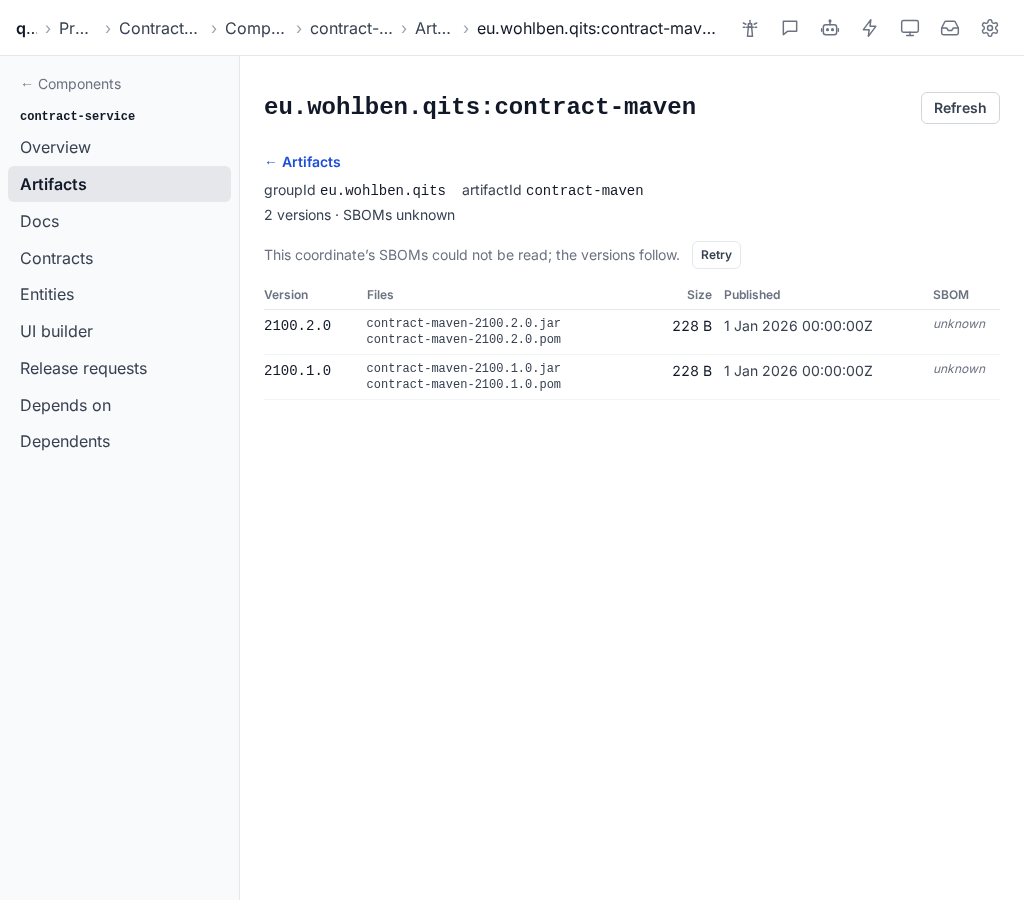 q... › Pr... › Contract... › Comp... › contract-... › Art... › eu.wohlben.qits:contract-mav...
← Components
contract-service
Overview
Artifacts
Docs
Contracts
Entities
UI builder
Release requests
Depends on
Dependents
eu.wohlben.qits:contract-maven
Refresh
← Artifacts
groupId eu.wohlben.qits artifactId contract-maven
2 versions · SBOMs unknown
This coordinate’s SBOMs could not be read; the versions follow. Retry
Version Files Size Published SBOM
2100.2.0 contract-maven-2100.2.0.jar 228 B 1 Jan 2026 00:00:00Z unknown
contract-maven-2100.2.0.pom
2100.1.0 contract-maven-2100.1.0.jar 228 B 1 Jan 2026 00:00:00Z unknown
contract-maven-2100.1.0.pom